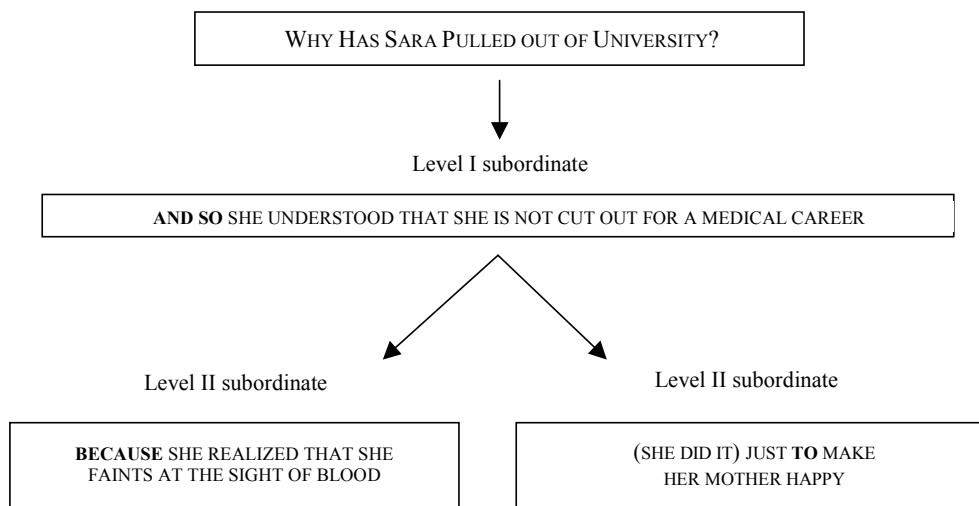 WHY HAS SARA PULLED OUT OF UNIVERSITY?
Level I subordinate
AND SO SHE UNDERSTOOD THAT SHE IS NOT CUT OUT FOR A MEDICAL CAREER
Level II subordinate
Level II subordinate
BECAUSE SHE REALIZED THAT SHE
FAINTS AT THE SIGHT OF BLOOD
(SHE DID IT) JUST TO MAKE
HER MOTHER HAPPY